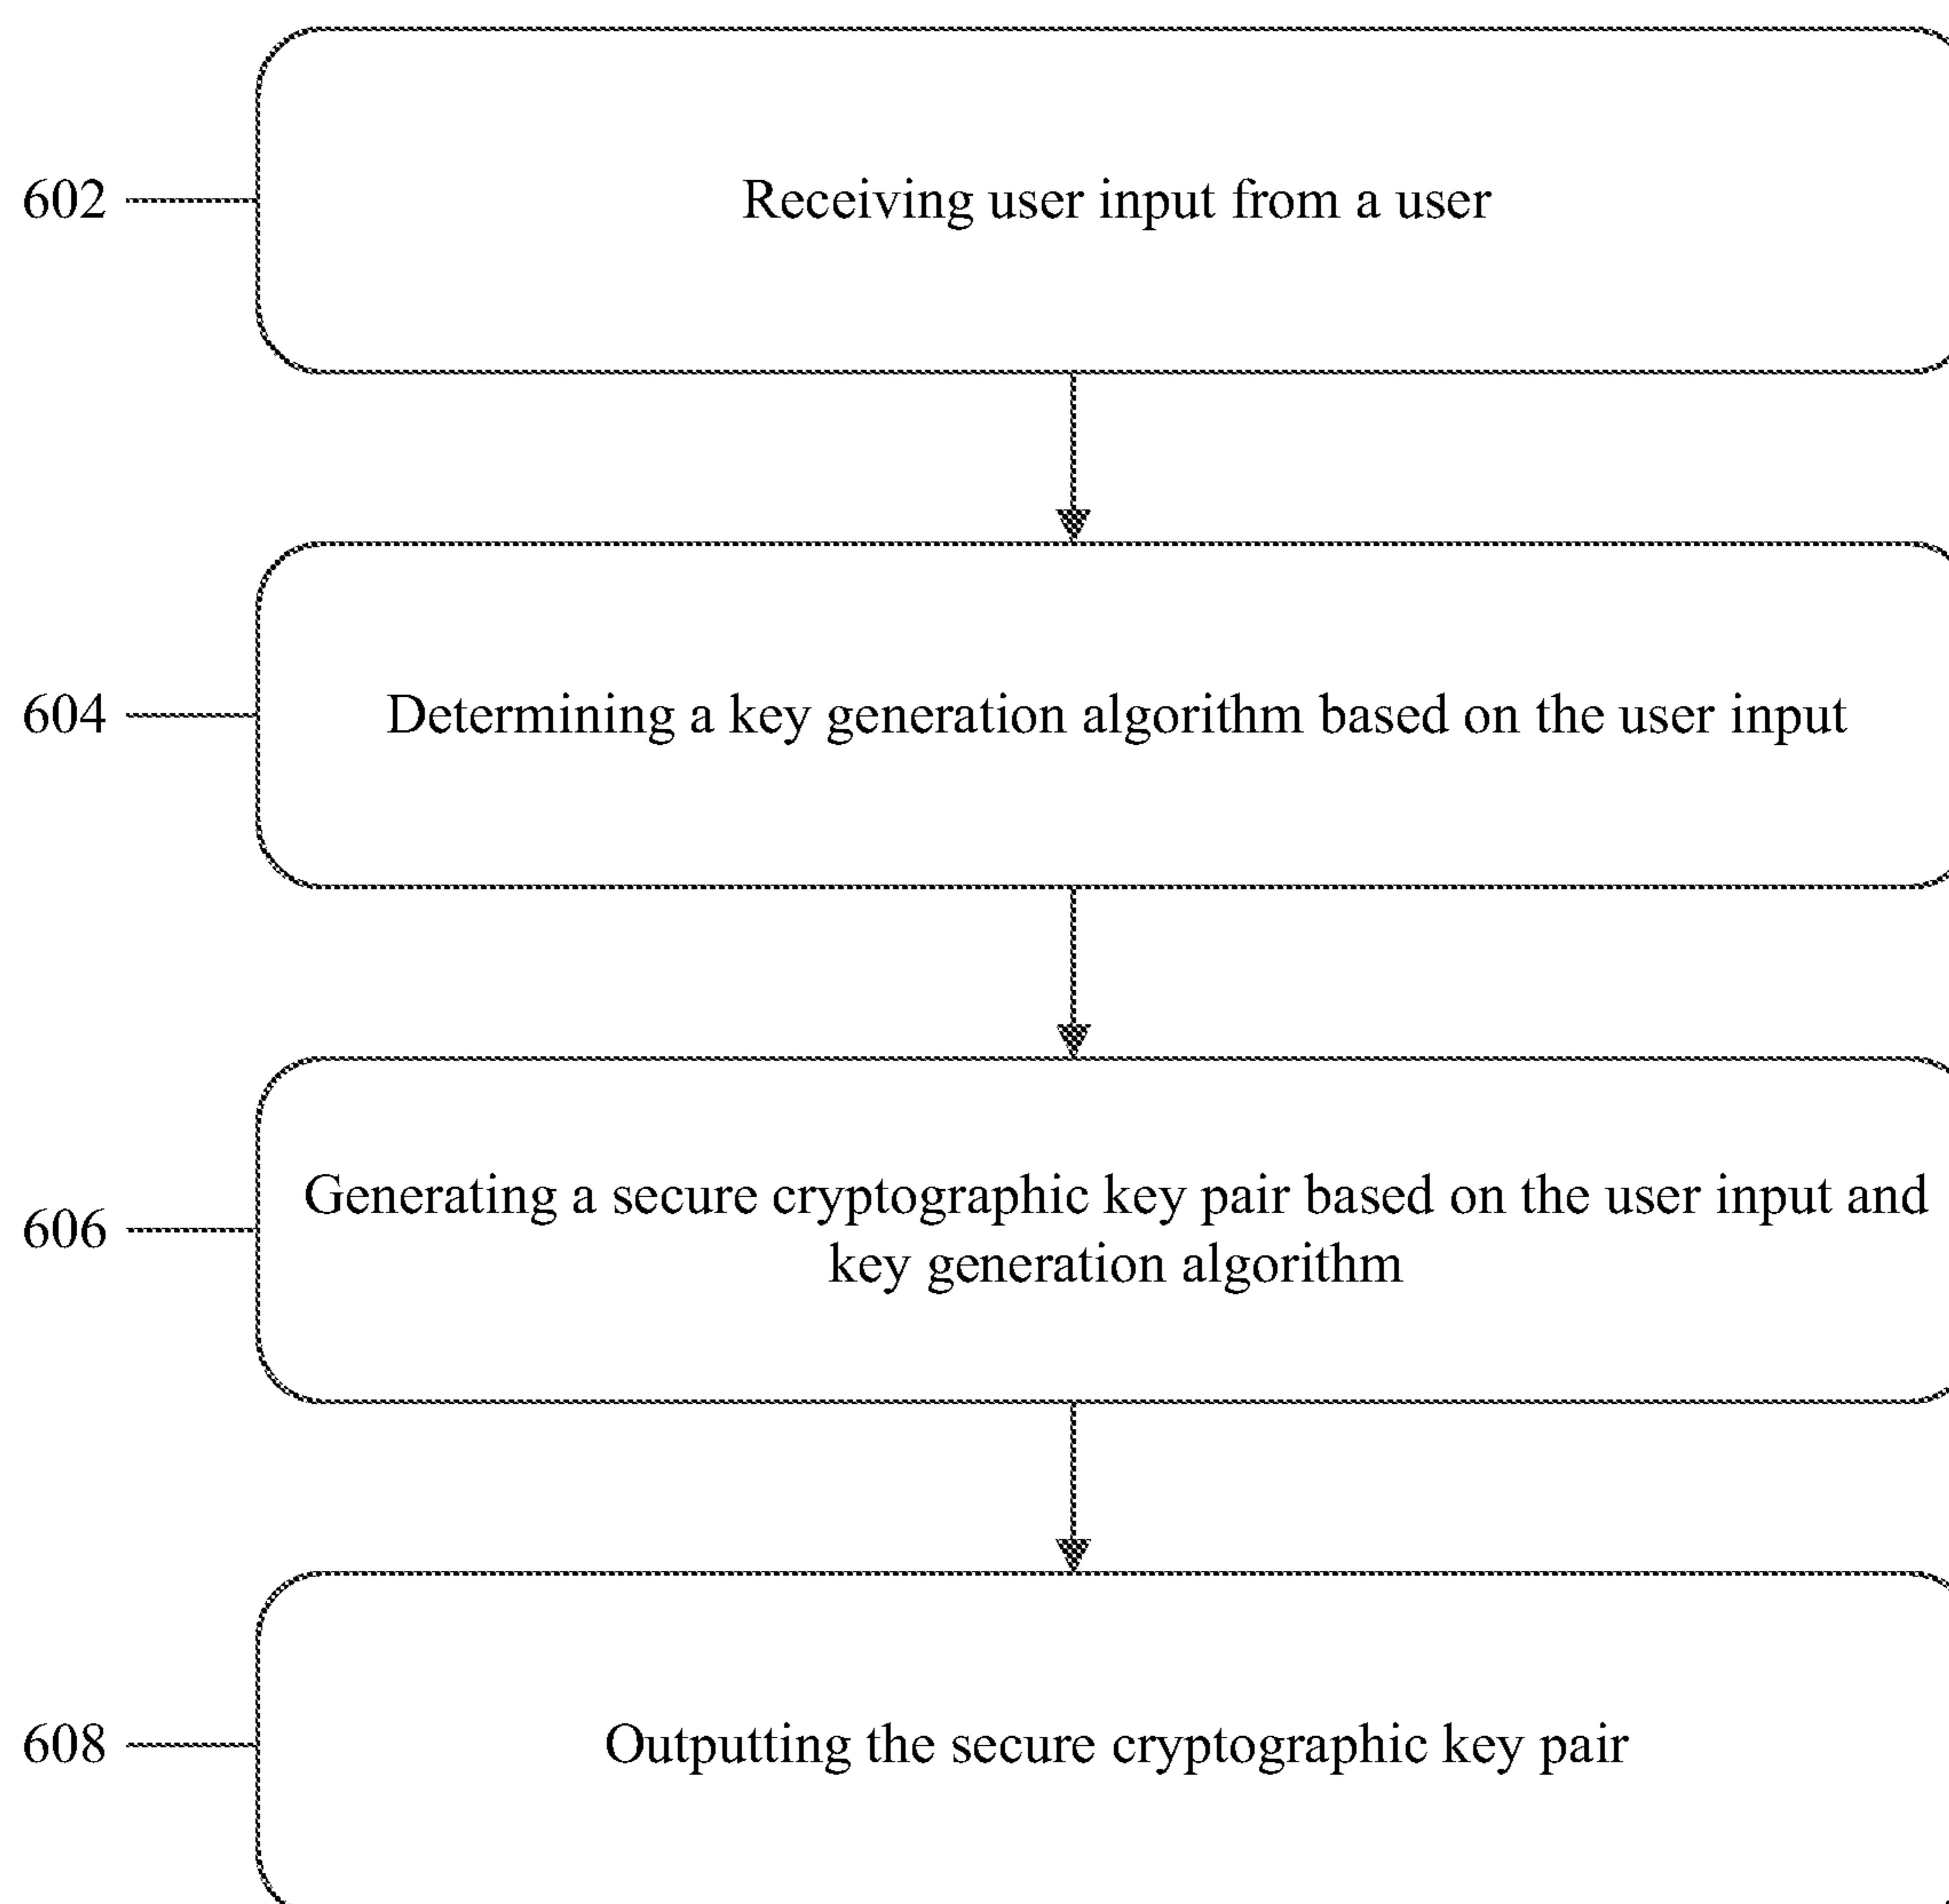 602
Receiving user input from a user
604
Determining a key generation algorithm based on the user input
606
Generating a secure cryptographic key pair based on the user input and
key generation algorithm
608
Outputting the secure cryptographic key pair